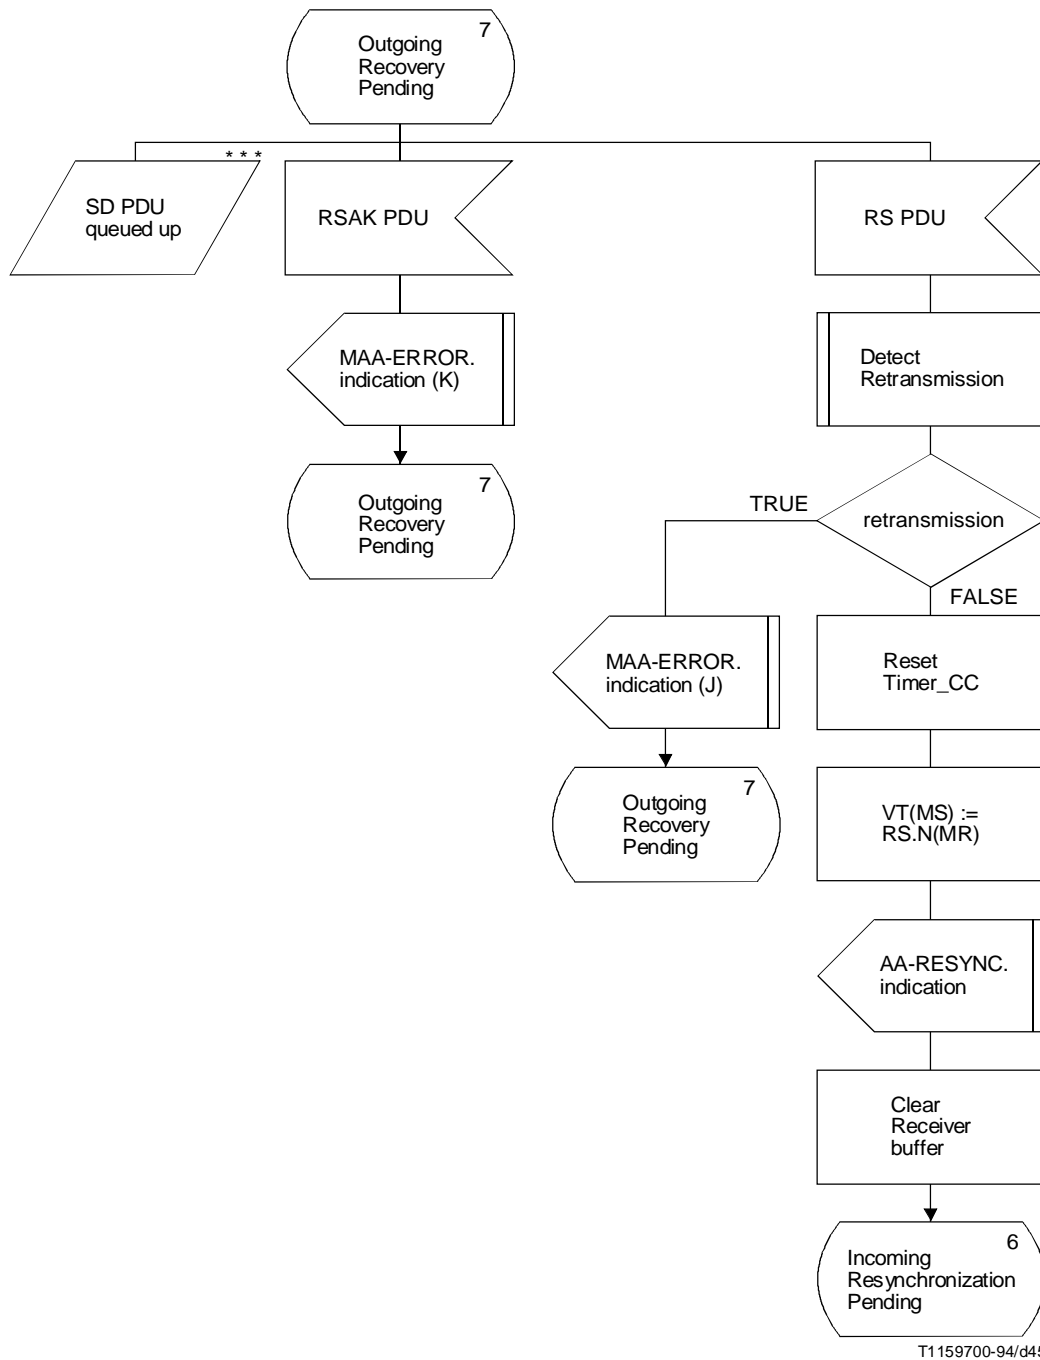 7
Outgoing
Recovery
Pending
* * *
SD PDU
queued up
RSAK PDU
RS PDU
MAA-ERROR.
indication (K)
Detect
Retransmission
7
Outgoing
Recovery
Pending
TRUE
retransmission
FALSE
MAA-ERROR.
indication (J)
Reset
Timer_CC
7
Outgoing
Recovery
Pending
VT(MS) :=
RS.N(MR)
AA-RESYNC.
indication
Clear
Receiver
buffer
6
Incoming
Resynchronization
Pending
T1159700-94/d45